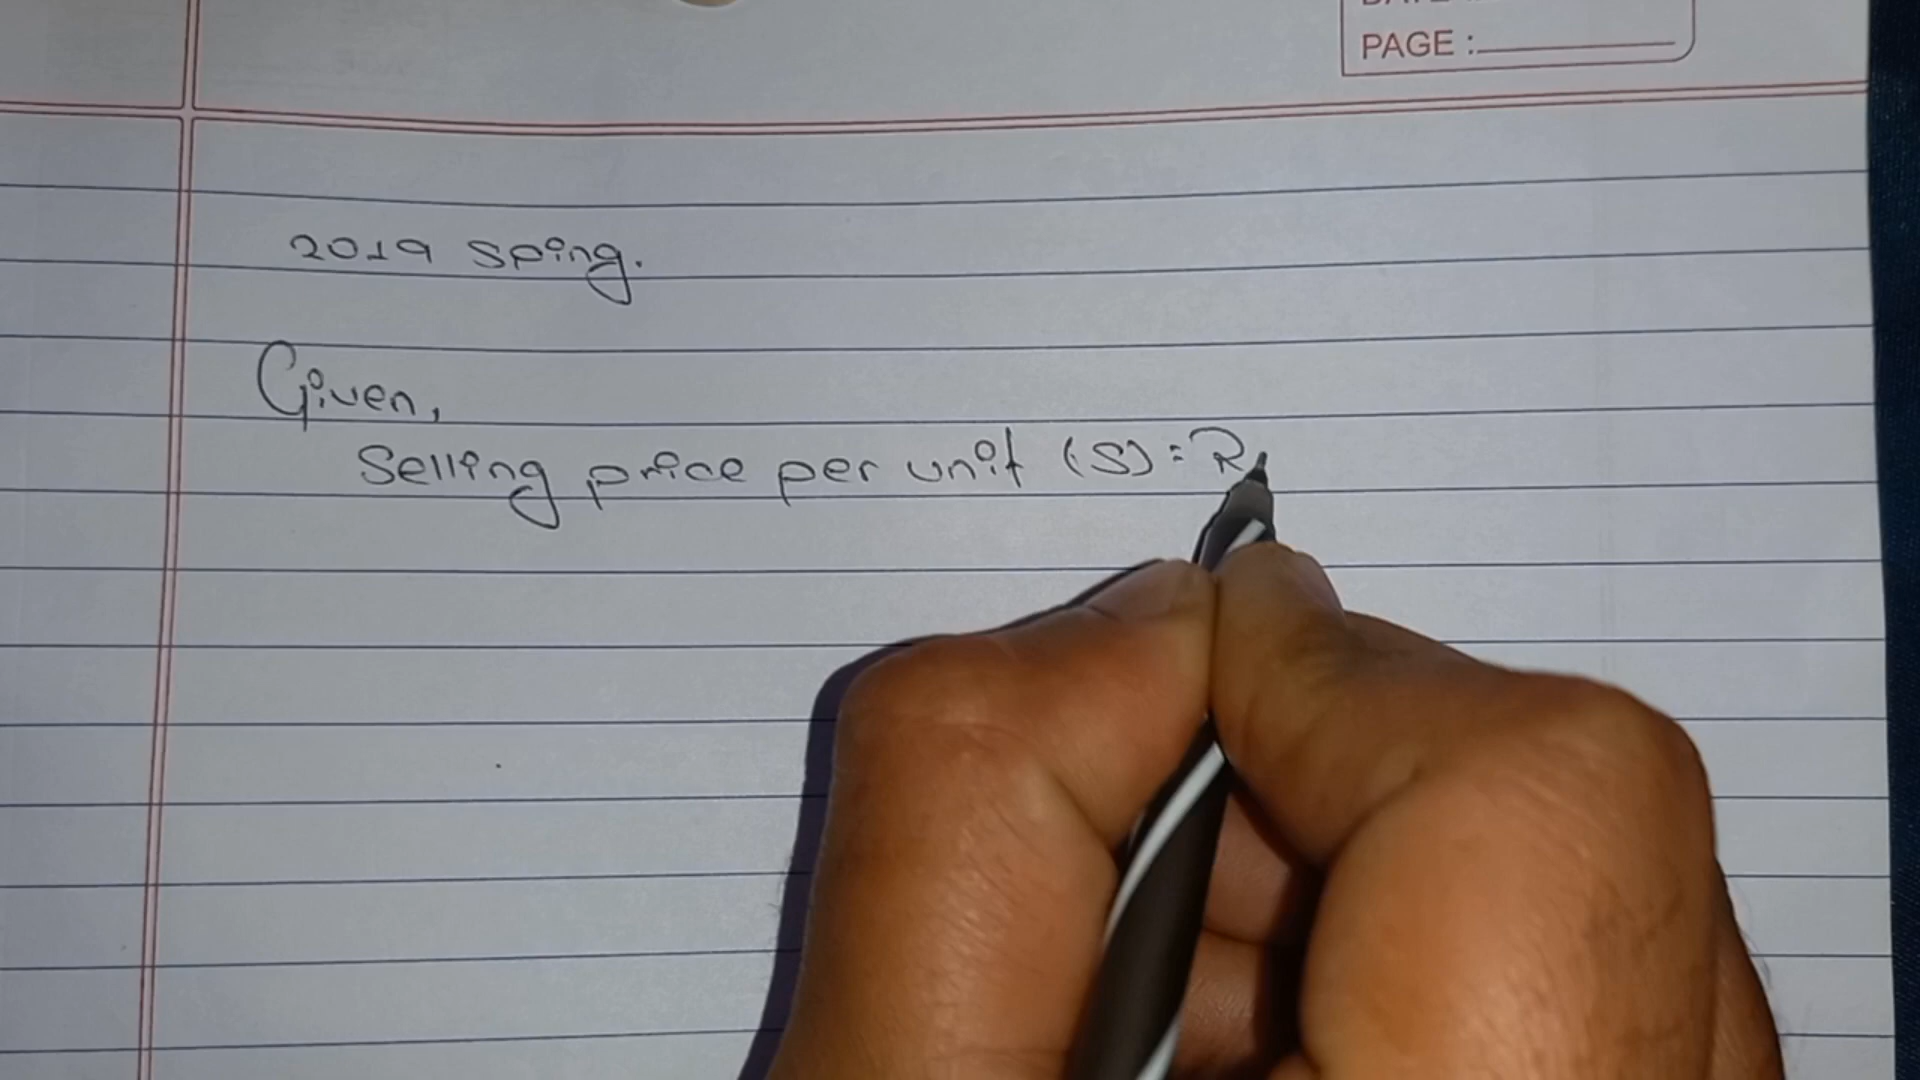 PAGE :
2019 sping.
Given,
Selling price per unit (S) = R